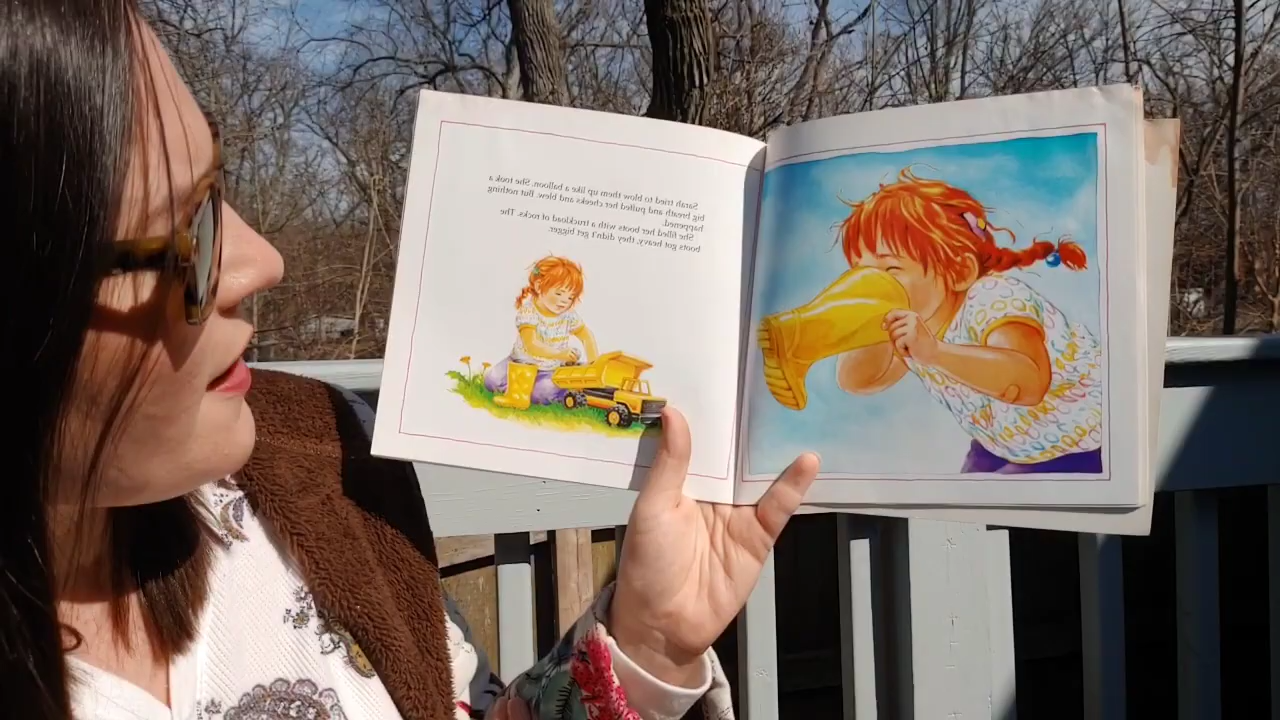 Sarah tried to blow them up like a balloon. She took a
big breath and puffed her cheeks and blew. But nothing
happened.
She filled her boots with a truckload of rocks. The
boots got heavy, they didn't get bigger.